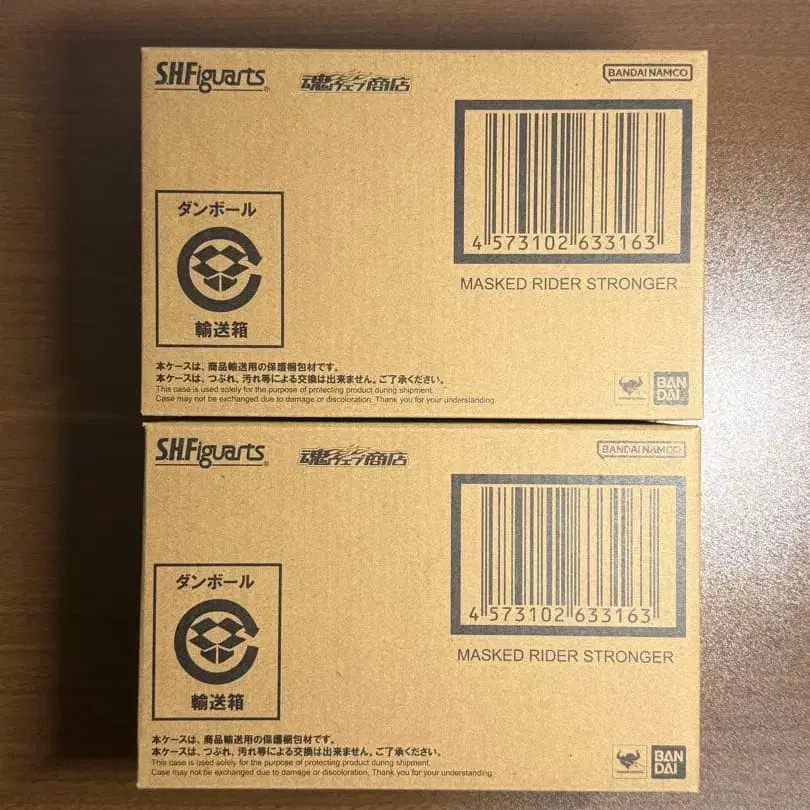 S.H.Figuarts
魂ウェブ商店
BANDAI NAMCO
4 573102 633163
MASKED RIDER STRONGER
ダンボール
輸送箱
本ケースは、商品輸送用の保護梱包材です。
本ケースは、つぶれ、汚れ等による交換は出来ません。ご了承ください。
This case is used solely for the purpose of protecting product during shipment.
Case may not be exchanged due to damage or discoloration. Thank you for your understanding.
BAN
DAI
S.H.Figuarts
魂ウェブ商店
BANDAI NAMCO
4 573102 633163
MASKED RIDER STRONGER
ダンボール
輸送箱
本ケースは、商品輸送用の保護梱包材です。
本ケースは、つぶれ、汚れ等による交換は出来ません。ご了承ください。
This case is used solely for the purpose of protecting product during shipment.
Case may not be exchanged due to damage or discoloration. Thank you for your understanding.
BAN
DAI